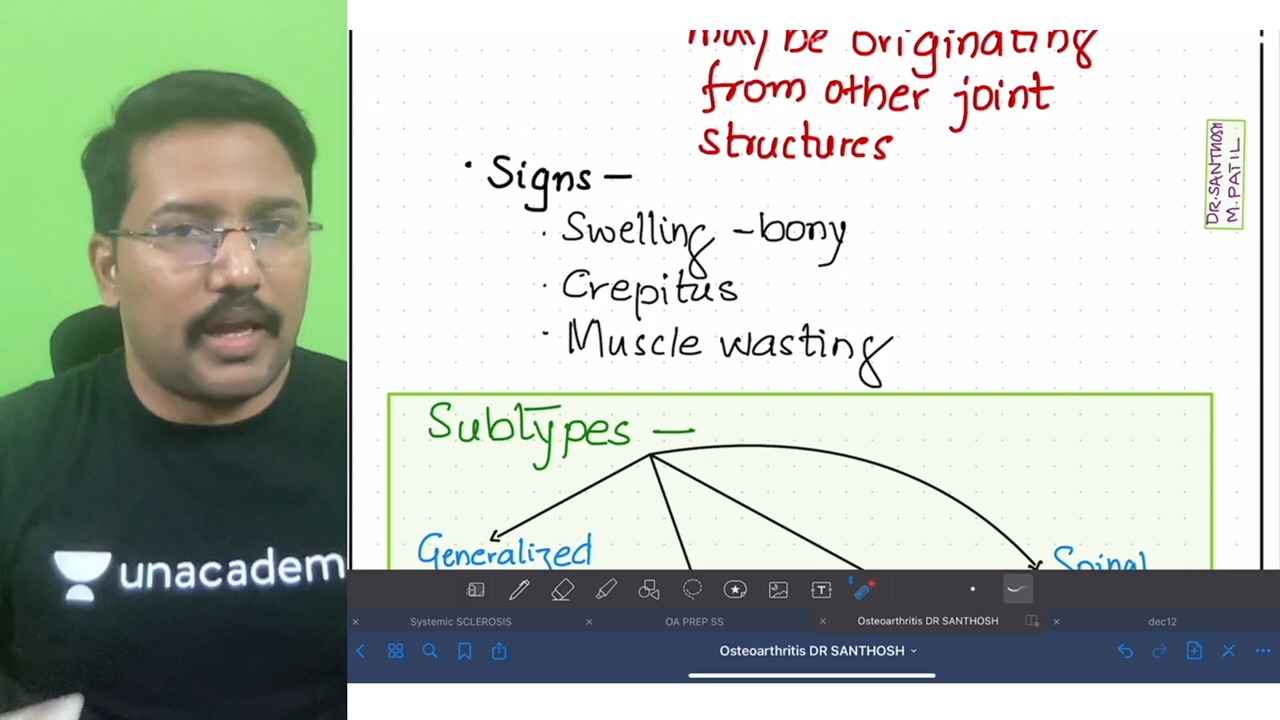 may be originating
from other joint
structures
DR. SANTHOSH
M. PATIL
· Signs –
· Swelling – bony
· Crepitus
· Muscle wasting
Subtypes –
Generalized
Spinal
unacadem
× Systemic SCLEROSIS
× OA PREP SS
× Osteoarthritis DR SANTHOSH
× dec12
Osteoarthritis DR SANTHOSH